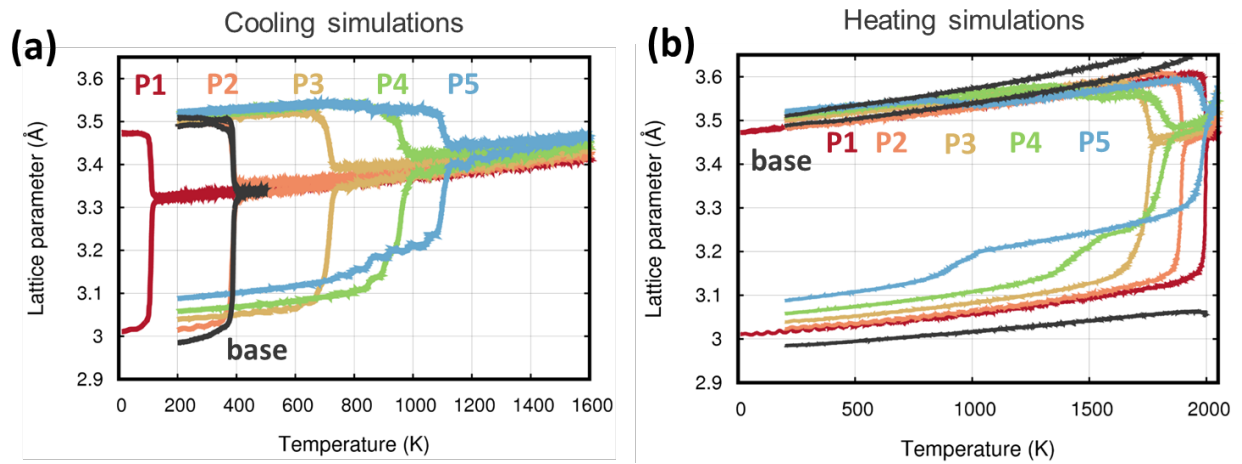 Cooling simulations
(a)
Lattice parameter (Å)
3.6
3.5
3.4
3.3
3.2
3.1
3
2.9
P1 P2 P3 P4 P5
base
0 200 400 600 800 1000 1200 1400 1600
Temperature (K)
Heating simulations
(b)
Lattice parameter (Å)
3.6
3.5
3.4
3.3
3.2
3.1
3
2.9
P1 P2 P3 P4 P5
base
0 500 1000 1500 2000
Temperature (K)